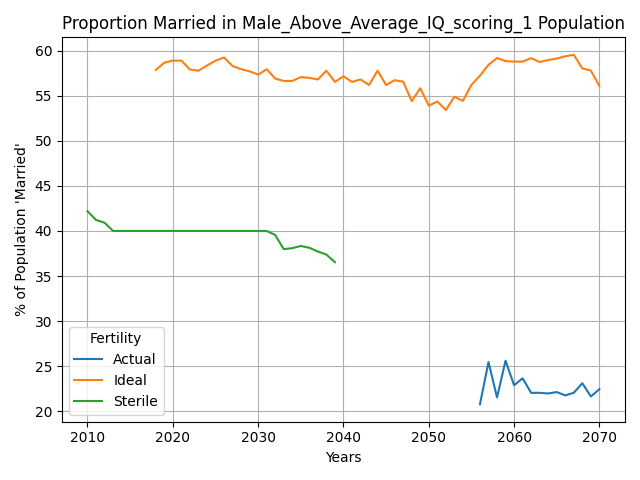 Proportion Married in Male_Above_Average_IQ_scoring_1 Population
% of Population 'Married'
60
55
50
45
40
35
30
25
20
Fertility
Actual
Ideal
Sterile
2010 2020 2030 2040 2050 2060 2070
Years